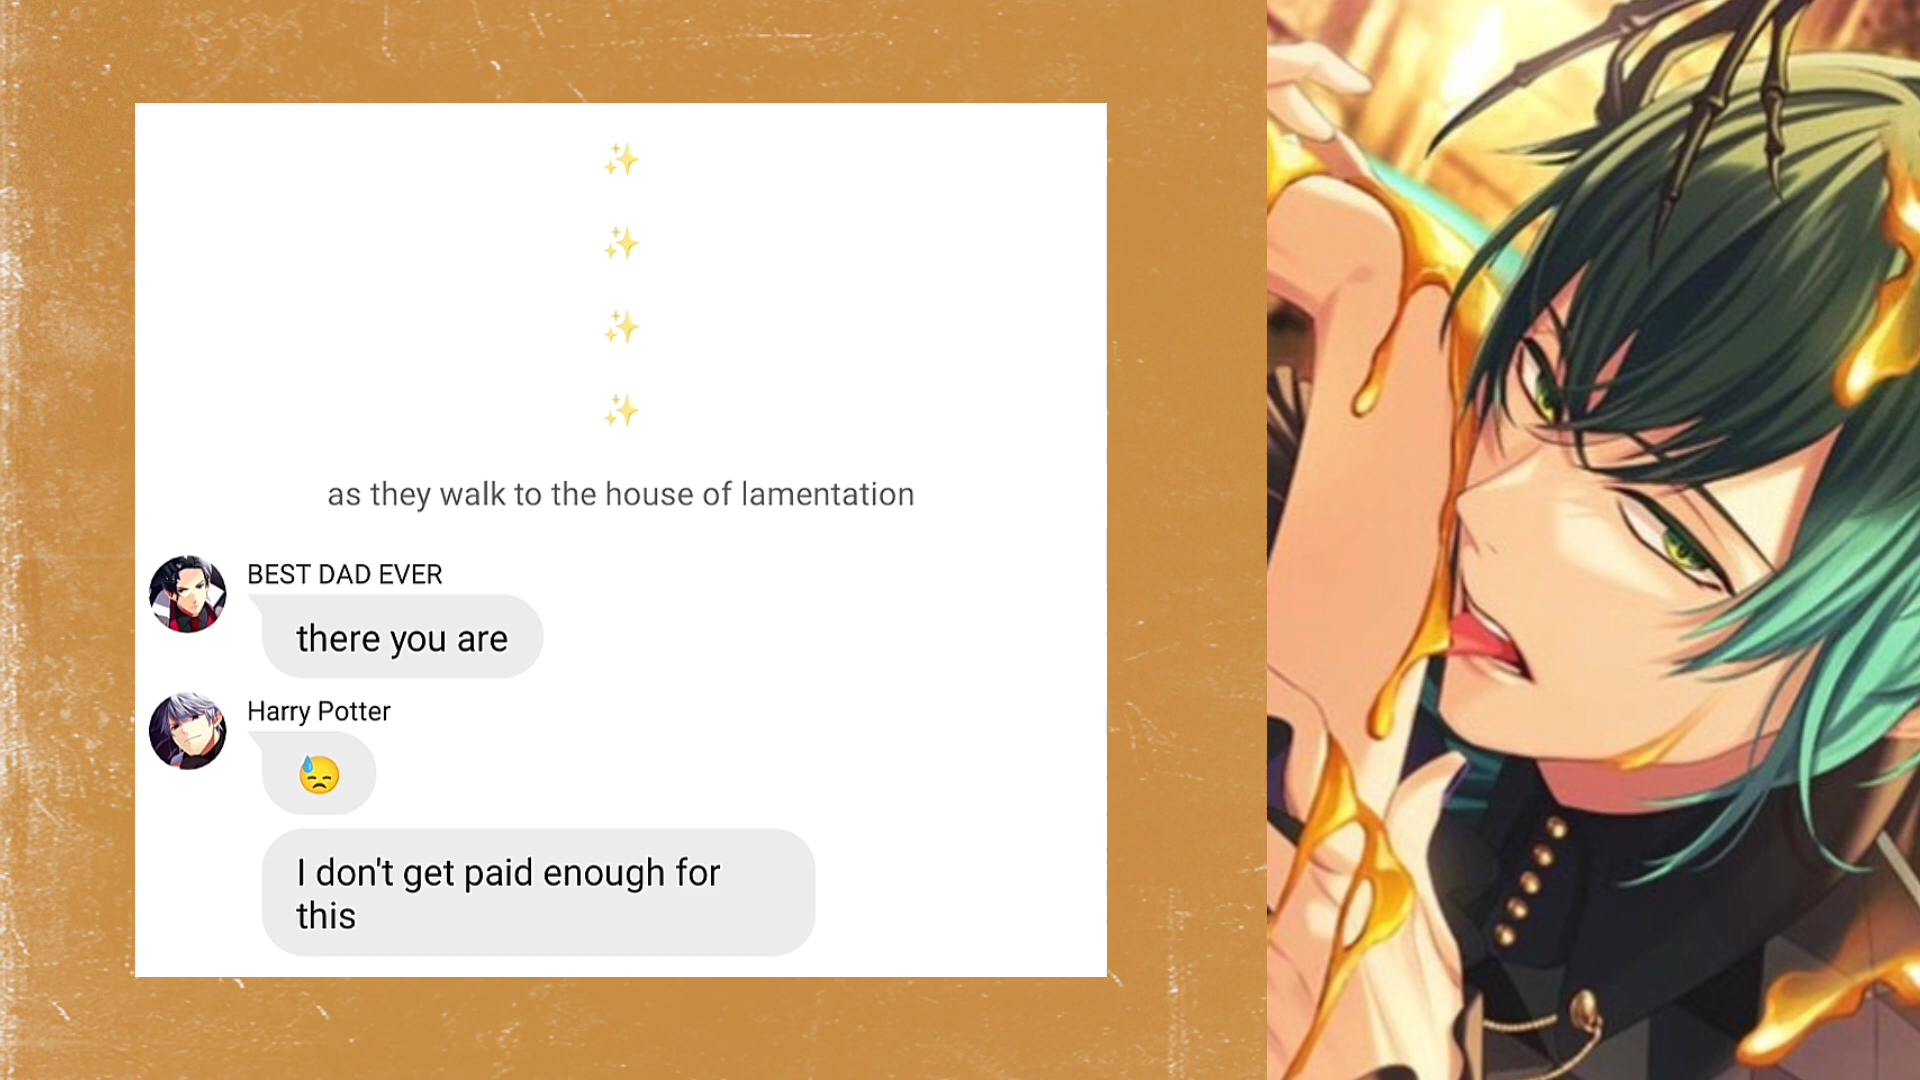 ✨
✨
✨
✨
as they walk to the house of lamentation
BEST DAD EVER
there you are
Harry Potter
😓
I don't get paid enough for
this